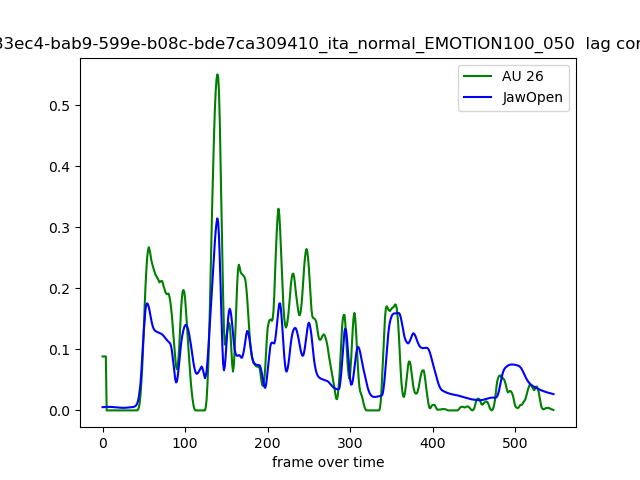 33ec4-bab9-599e-b08c-bde7ca309410_ita_normal_EMOTION100_050 lag cor
AU 26
JawOpen
0.5
0.4
0.3
0.2
0.1
0.0
0 100 200 300 400 500
frame over time